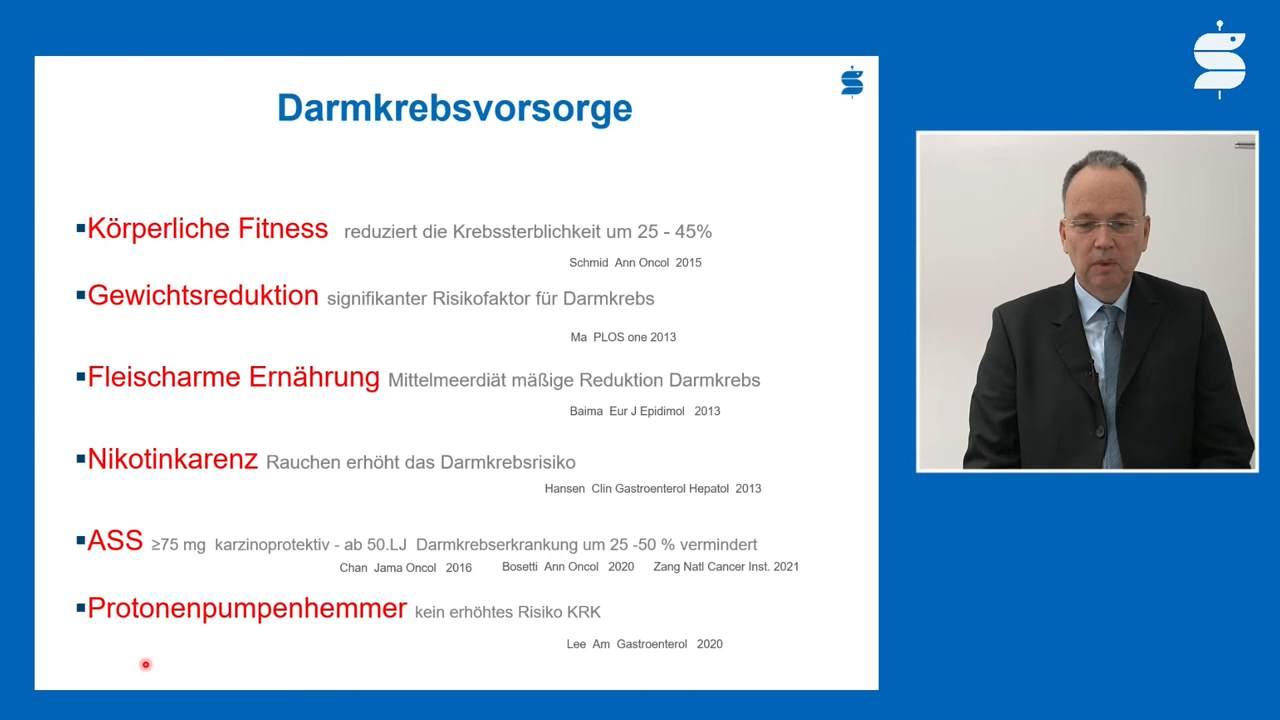 Darmkrebsvorsorge
▪Körperliche Fitness reduziert die Krebssterblichkeit um 25 - 45%
Schmid Ann Oncol 2015
▪Gewichtsreduktion signifikanter Risikofaktor für Darmkrebs
Ma PLOS one 2013
▪Fleischarme Ernährung Mittelmeerdiät mäßige Reduktion Darmkrebs
Baima Eur J Epidimol 2013
▪Nikotinkarenz Rauchen erhöht das Darmkrebsrisiko
Hansen Clin Gastroenterol Hepatol 2013
▪ASS ≥75 mg karzinoprotektiv - ab 50.LJ Darmkrebserkrankung um 25 -50 % vermindert
Chan Jama Oncol 2016 Bosetti Ann Oncol 2020 Zang Natl Cancer Inst. 2021
▪Protonenpumpenhemmer kein erhöhtes Risiko KRK
Lee Am Gastroenterol 2020